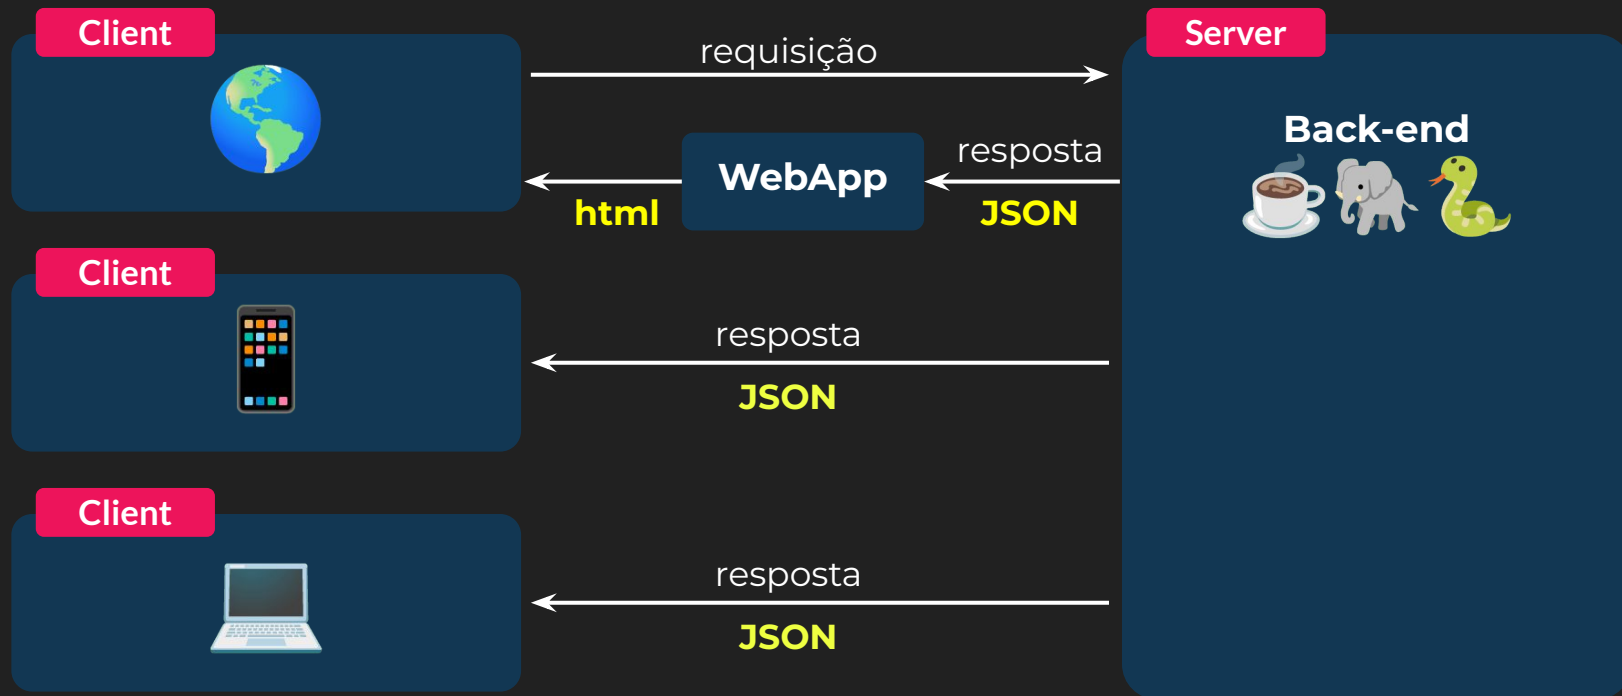 Client
Server
requisição
Back-end
WebApp
resposta
html
JSON
Client
resposta
JSON
Client
resposta
JSON